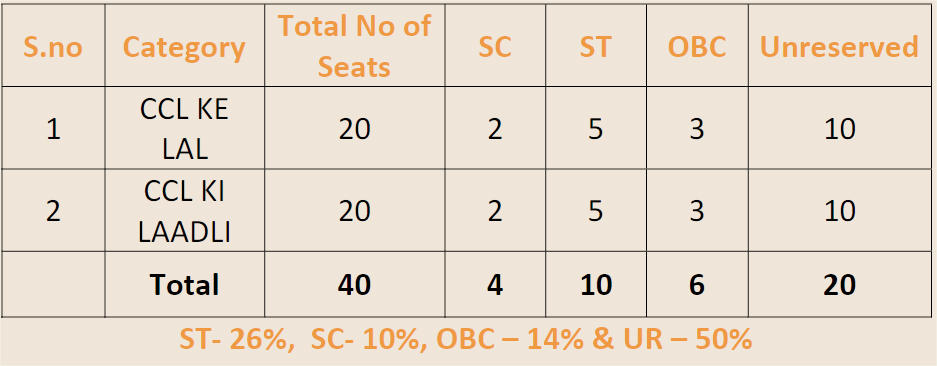 S.no Category Total No of Seats SC ST OBC Unreserved
1 CCL KE LAL 20 2 5 3 10
2 CCL KI LAADLI 20 2 5 3 10
Total 40 4 10 6 20
ST- 26%, SC- 10%, OBC – 14% & UR – 50%